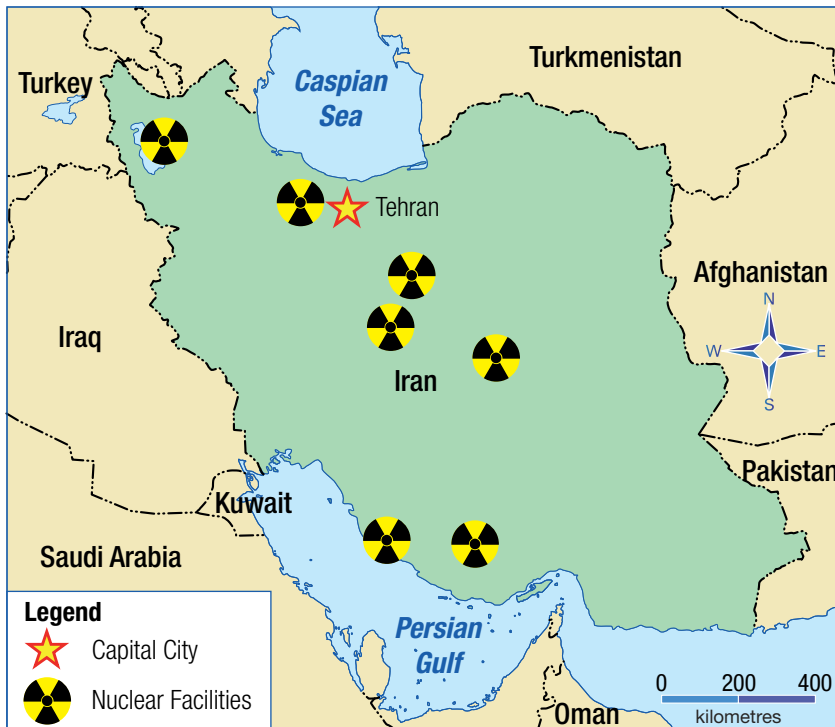 Turkey
Caspian
Sea
Turkmenistan
Tehran
Afghanistan
Iraq
N
W E
S
Iran
Pakistan
Kuwait
Saudi Arabia
Legend
Capital City
Nuclear Facilities
Persian
Gulf
Oman
0 200 400
kilometres